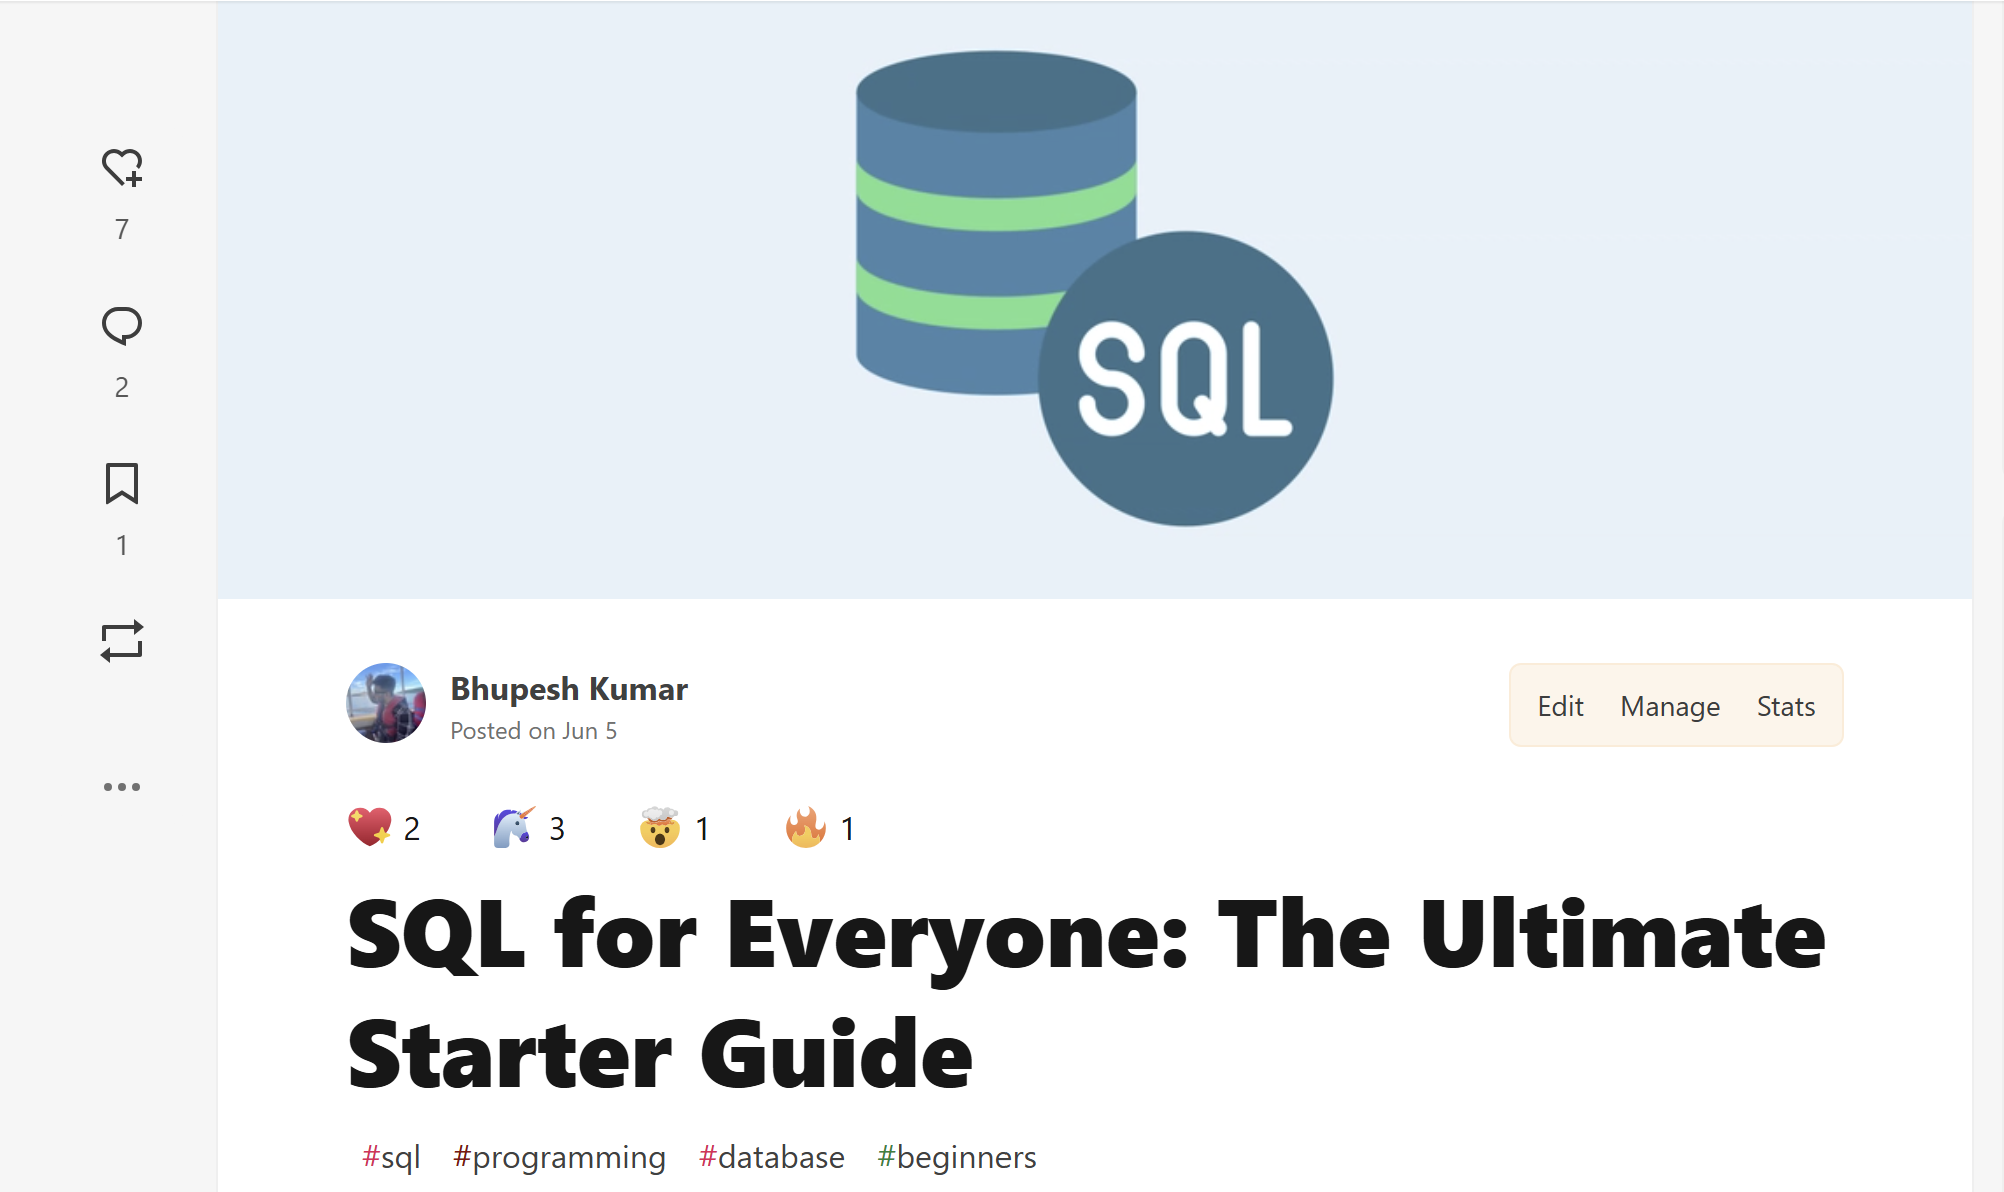 SQL
7
2
1
Bhupesh Kumar
Posted on Jun 5
Edit Manage Stats
2 3 1 1
SQL for Everyone: The Ultimate
Starter Guide
#sql #programming #database #beginners